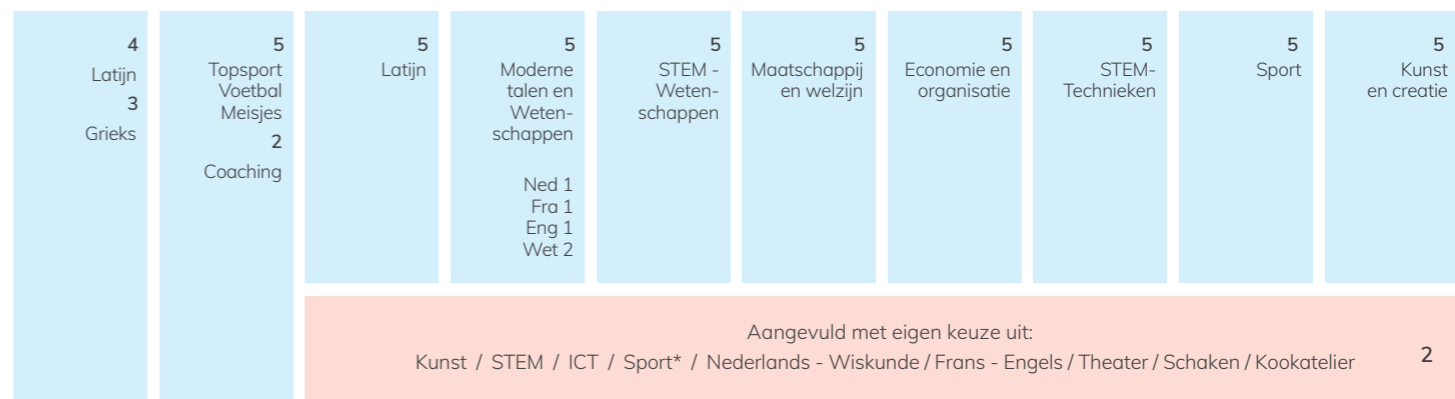 4
Latijn
3
Grieks
5
Topsport
Voetbal
Meisjes
2
Coaching
5
Latijn
5
Moderne
talen en
Weten-
schappen
Ned 1
Fra 1
Eng 1
Wet 2
5
STEM -
Weten-
schappen
5
Maatschappij
en welzijn
5
Economie en
organisatie
5
STEM-
Technieken
5
Sport
5
Kunst
en creatie
Aangevuld met eigen keuze uit:
Kunst / STEM / ICT / Sport* / Nederlands - Wiskunde / Frans - Engels / Theater / Schaken / Kookatelier
2